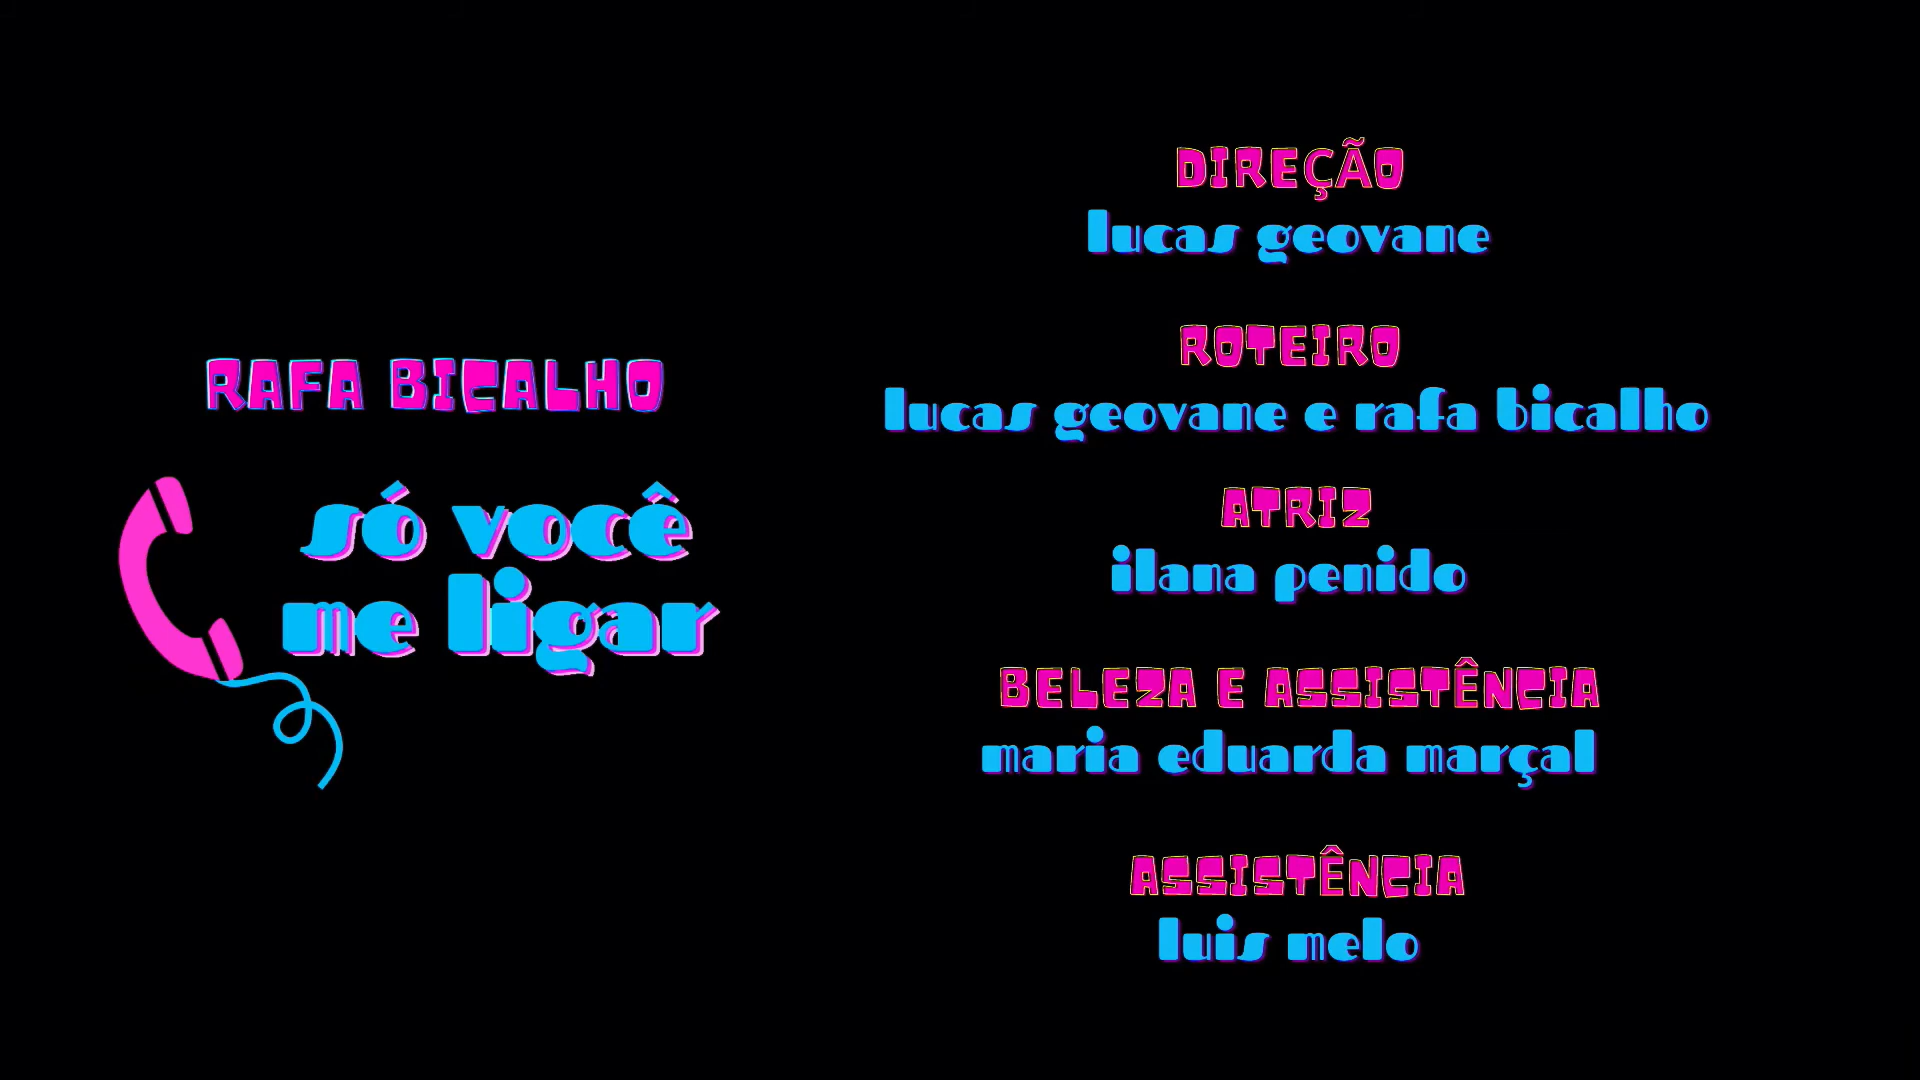 RAFA BICALHO
só você
me ligar
DIREÇÃO
lucas geovane
ROTEIRO
lucas geovane e rafa bicalho
ATRIZ
ilana penido
BELEZA E ASSISTÊNCIA
maria eduarda marçal
ASSISTÊNCIA
luis melo